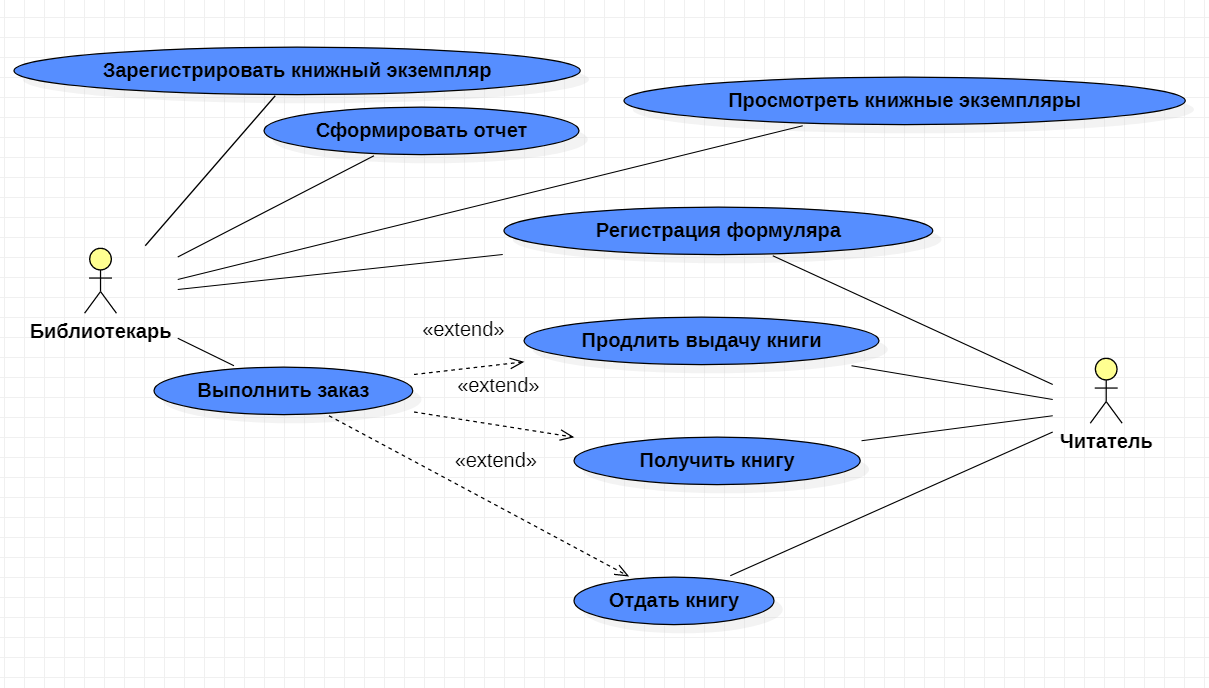 Зарегистрировать книжный экземпляр
Просмотреть книжные экземпляры
Сформировать отчет
Регистрация формуляра
Библиотекарь
«extend»
Продлить выдачу книги
«extend»
Выполнить заказ
Читатель
«extend»
Получить книгу
Отдать книгу